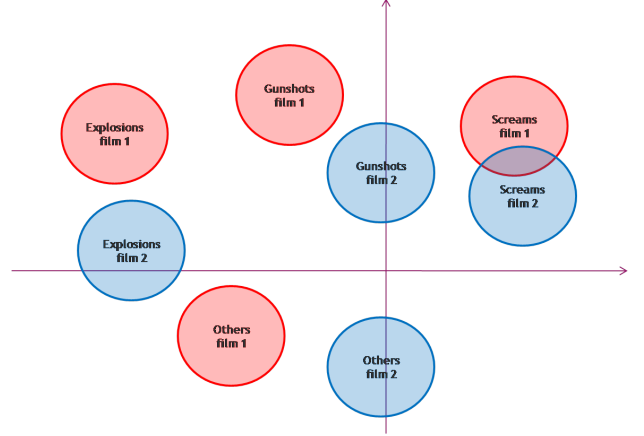 Gunshots
film 1
Explosions
film 1
Screams
film 1
Gunshots
film 2
Screams
film 2
Explosions
film 2
Others
film 1
Others
film 2